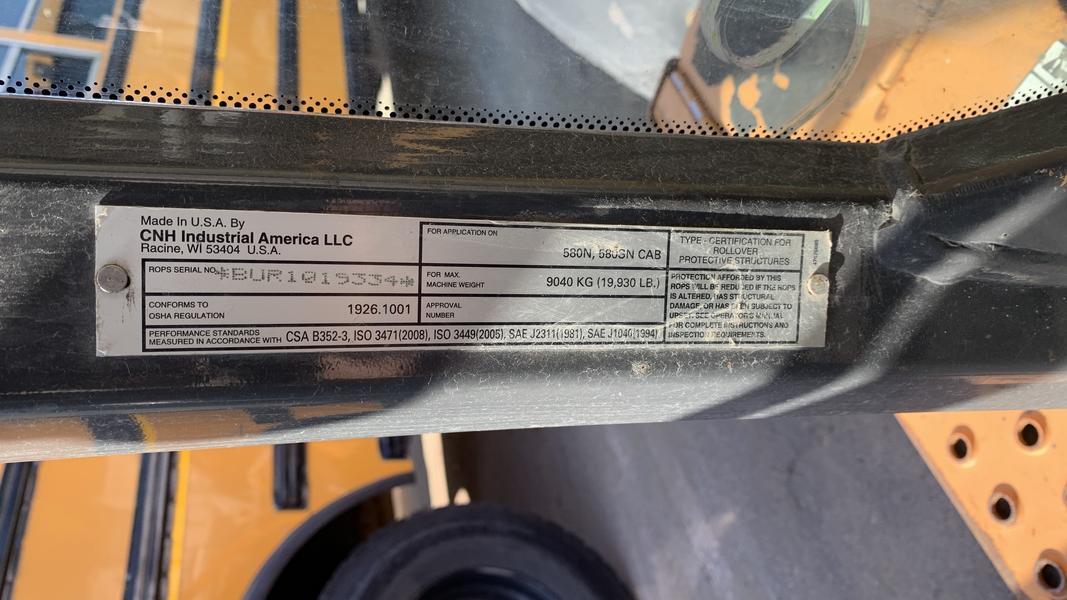 Made In U.S.A. By
CNH Industrial America LLC
Racine, WI 53404 U.S.A.
ROPS SERIAL NO.
*BUR1019334*
CONFORMS TO
OSHA REGULATION
1926.1001
FOR APPLICATION ON
580N, 580SN CAB
FOR MAX.
MACHINE WEIGHT
9040 KG (19,930 LB.)
APPROVAL
NUMBER
PERFORMANCE STANDARDS
MEASURED IN ACCORDANCE WITH CSA B352-3, ISO 3471(2008), ISO 3449(2005), SAE J2311(1981), SAE J1040(1994)
TYPE - CERTIFICATION FOR
ROLLOVER
PROTECTIVE STRUCTURES
PROTECTION AFFORDED BY THIS
ROPS WILL BE REDUCED IF THE ROPS
IS ALTERED, HAS STRUCTURAL
DAMAGE, OR HAS BEEN SUBJECT TO
UPSET. SEE OPERATORS MANUAL
FOR COMPLETE INSTRUCTIONS AND
INSPECTION REQUIREMENTS.